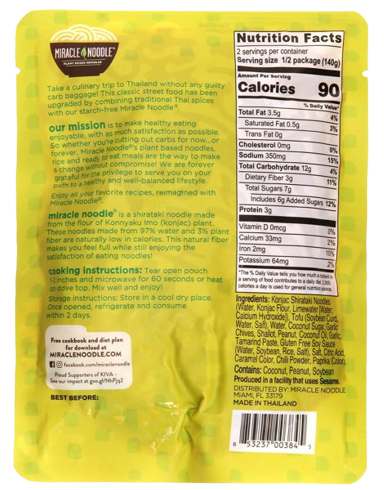 MIRACLE NOODLE™
PLANT BASED NOODLES
Take a culinary trip to Thailand without any guilty
carb baggage! This classic street food has been
upgraded by combining traditional Thai spices
with our starch-free Miracle Noodle®.
our mission is to make healthy eating
enjoyable, with as much satisfaction as possible.
So whether you're cutting out carbs for now...or
forever, Miracle Noodle®'s plant based noodles,
rice and ready to eat meals are the way to make
a change without compromise! We are forever
grateful for the privilege to serve you on your
path to a healthy and well-balanced lifestyle.
Enjoy all your favorite recipes, reimagined with
Miracle Noodle®.
miracle noodle® is a shirataki noodle made
from the flour of Konnyaku Imo (konjac) plant.
These noodles made from 97% water and 3% plant
fiber are naturally low in calories. This natural fiber
makes you feel full while still enjoying the
satisfaction of eating noodles!
cooking instructions: Tear open pouch
½ inches and microwave for 60 seconds or heat
on stove top. Mix well and enjoy!
Storage instructions: Store in a cool dry place.
Once opened, refrigerate and consume
within 2 days.
Free cookbook and diet plan
for download at
MIRACLENOODLE.COM
facebook.com/miraclenoodle
Proud Supporters of KIVA -
See our impact at goo.gl/NhPjq2
BEST BEFORE:
Nutrition Facts
2 servings per container
Serving size 1/2 package (140g)
Amount Per Serving
Calories 90
% Daily Value*
Total Fat 3.5g 4%
Saturated Fat 0.5g 3%
Trans Fat 0g
Cholesterol 0mg 0%
Sodium 350mg 15%
Total Carbohydrate 12g 4%
Dietary Fiber 3g 11%
Total Sugars 7g
Includes 6g Added Sugars 12%
Protein 3g
Vitamin D 0mcg 0%
Calcium 33mg 2%
Iron 2mg 10%
Potassium 64mg 2%
*The % Daily Value tells you how much a nutrient in
a serving of food contributes to a daily diet. 2,000
calories a day is used for general nutrition advice.
Ingredients: Konjac Shirataki Noodles
(Water, Konjac Flour, Limewater [Water,
Calcium Hydroxide]), Tofu (Soybean Curd,
Water, Salt), Water, Coconut Sugar, Garlic
Chives, Shallot, Peanut, Coconut Oil, Garlic,
Tamarind Paste, Gluten Free Soy Sauce
(Water, Soybean, Rice, Salt), Salt, Citric Acid,
Caramel Color, Chili Powder, Paprika Color.
Contains: Coconut, Peanut, Soybean
Produced in a facility that uses Sesame.
DISTRIBUTED BY: MIRACLE NOODLE
MIAMI, FL 33179
MADE IN THAILAND
8 53237 00384 5